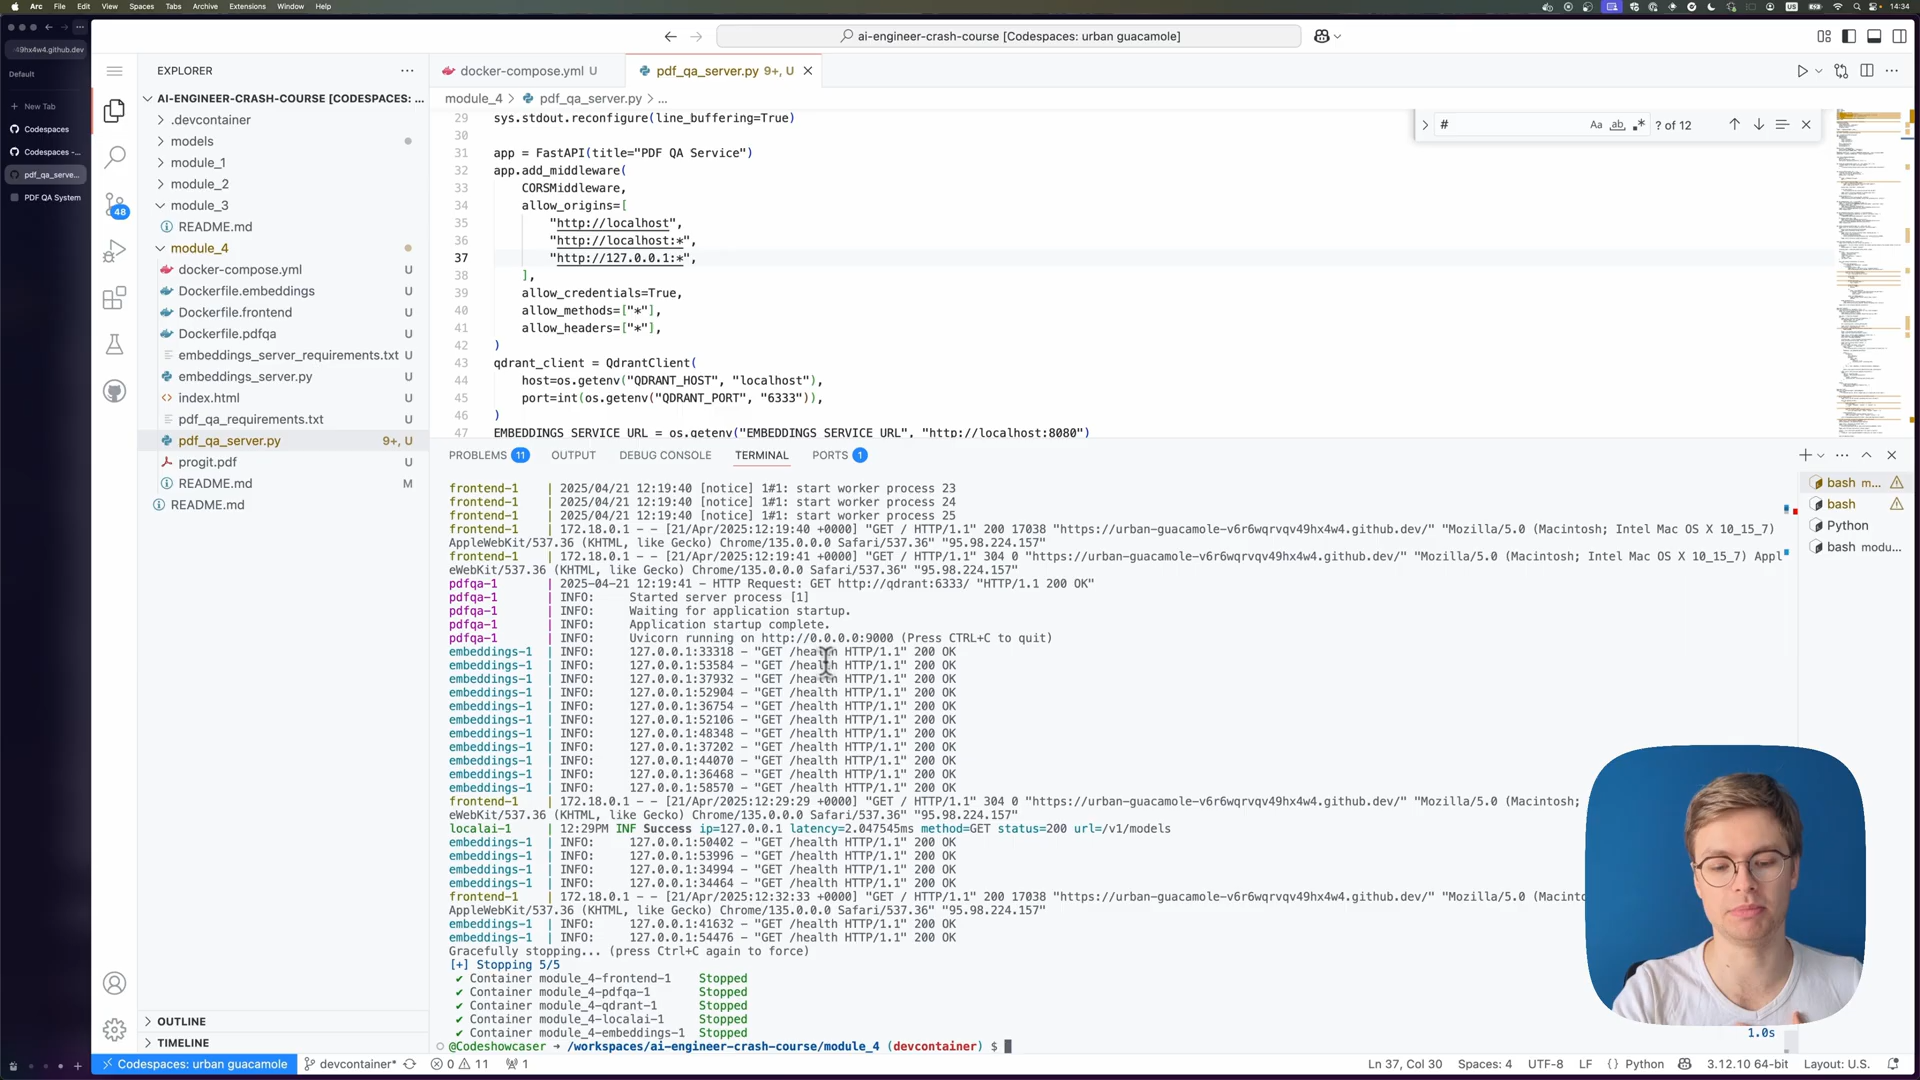 Arc File Edit View Spaces Tabs Archive Extensions Window Help
US 14:34
49hx4w4.github.dev
Default
New Tab
Codespaces
Codespaces -...
pdf_qa_serve...
PDF QA System
ai-engineer-crash-course [Codespaces: urban guacamole]
EXPLORER
AI-ENGINEER-CRASH-COURSE [CODESPACES: ...
.devcontainer
models
module_1
module_2
module_3
README.md
module_4
docker-compose.yml U
Dockerfile.embeddings U
Dockerfile.frontend U
Dockerfile.pdfqa U
embeddings_server_requirements.txt U
embeddings_server.py U
index.html U
pdf_qa_requirements.txt U
pdf_qa_server.py 9+, U
progit.pdf U
README.md M
README.md
OUTLINE
TIMELINE
48
docker-compose.yml U
pdf_qa_server.py 9+, U
module_4 > pdf_qa_server.py > ...
# Aa ab ? of 12
29 sys.stdout.reconfigure(line_buffering=True)
30
31 app = FastAPI(title="PDF QA Service")
32 app.add_middleware(
33 CORSMiddleware,
34 allow_origins=[
35 "http://localhost",
36 "http://localhost:*",
37 "http://127.0.0.1:*",
38 ],
39 allow_credentials=True,
40 allow_methods=["*"],
41 allow_headers=["*"],
42 )
43 qdrant_client = QdrantClient(
44 host=os.getenv("QDRANT_HOST", "localhost"),
45 port=int(os.getenv("QDRANT_PORT", "6333")),
46 )
47 EMBEDDINGS_SERVICE_URL = os.getenv("EMBEDDINGS_SERVICE_URL", "http://localhost:8080")
PROBLEMS 11 OUTPUT DEBUG CONSOLE TERMINAL PORTS 1
bash m...
bash
Python
bash modu...
frontend-1 | 2025/04/21 12:19:40 [notice] 1#1: start worker process 23
frontend-1 | 2025/04/21 12:19:40 [notice] 1#1: start worker process 24
frontend-1 | 2025/04/21 12:19:40 [notice] 1#1: start worker process 25
frontend-1 | 172.18.0.1 - - [21/Apr/2025:12:19:40 +0000] "GET / HTTP/1.1" 200 17038 "https://urban-guacamole-v6r6wqrvqv49hx4w4.github.dev/" "Mozilla/5.0 (Macintosh; Intel Mac OS X 10_15_7)
AppleWebKit/537.36 (KHTML, like Gecko) Chrome/135.0.0.0 Safari/537.36" "95.98.224.157"
frontend-1 | 172.18.0.1 - - [21/Apr/2025:12:19:41 +0000] "GET / HTTP/1.1" 304 0 "https://urban-guacamole-v6r6wqrvqv49hx4w4.github.dev/" "Mozilla/5.0 (Macintosh; Intel Mac OS X 10_15_7) Appl
eWebKit/537.36 (KHTML, like Gecko) Chrome/135.0.0.0 Safari/537.36" "95.98.224.157"
pdfqa-1 | 2025-04-21 12:19:41 - HTTP Request: GET http://qdrant:6333/ "HTTP/1.1 200 OK"
pdfqa-1 | INFO: Started server process [1]
pdfqa-1 | INFO: Waiting for application startup.
pdfqa-1 | INFO: Application startup complete.
pdfqa-1 | INFO: Uvicorn running on http://0.0.0.0:9000 (Press CTRL+C to quit)
embeddings-1 | INFO: 127.0.0.1:33318 - "GET /health HTTP/1.1" 200 OK
embeddings-1 | INFO: 127.0.0.1:53584 - "GET /health HTTP/1.1" 200 OK
embeddings-1 | INFO: 127.0.0.1:37932 - "GET /health HTTP/1.1" 200 OK
embeddings-1 | INFO: 127.0.0.1:52904 - "GET /health HTTP/1.1" 200 OK
embeddings-1 | INFO: 127.0.0.1:36754 - "GET /health HTTP/1.1" 200 OK
embeddings-1 | INFO: 127.0.0.1:52106 - "GET /health HTTP/1.1" 200 OK
embeddings-1 | INFO: 127.0.0.1:48348 - "GET /health HTTP/1.1" 200 OK
embeddings-1 | INFO: 127.0.0.1:37202 - "GET /health HTTP/1.1" 200 OK
embeddings-1 | INFO: 127.0.0.1:44070 - "GET /health HTTP/1.1" 200 OK
embeddings-1 | INFO: 127.0.0.1:36468 - "GET /health HTTP/1.1" 200 OK
embeddings-1 | INFO: 127.0.0.1:58570 - "GET /health HTTP/1.1" 200 OK
frontend-1 | 172.18.0.1 - - [21/Apr/2025:12:29:29 +0000] "GET / HTTP/1.1" 304 0 "https://urban-guacamole-v6r6wqrvqv49hx4w4.github.dev/" "Mozilla/5.0 (Macintosh;
eWebKit/537.36 (KHTML, like Gecko) Chrome/135.0.0.0 Safari/537.36" "95.98.224.157"
localai-1 | 12:29PM INF Success ip=127.0.0.1 latency=2.047545ms method=GET status=200 url=/v1/models
embeddings-1 | INFO: 127.0.0.1:50402 - "GET /health HTTP/1.1" 200 OK
embeddings-1 | INFO: 127.0.0.1:53996 - "GET /health HTTP/1.1" 200 OK
embeddings-1 | INFO: 127.0.0.1:34994 - "GET /health HTTP/1.1" 200 OK
embeddings-1 | INFO: 127.0.0.1:34464 - "GET /health HTTP/1.1" 200 OK
frontend-1 | 172.18.0.1 - - [21/Apr/2025:12:32:33 +0000] "GET / HTTP/1.1" 200 17038 "https://urban-guacamole-v6r6wqrvqv49hx4w4.github.dev/" "Mozilla/5.0 (Macinto
AppleWebKit/537.36 (KHTML, like Gecko) Chrome/135.0.0.0 Safari/537.36" "95.98.224.157"
embeddings-1 | INFO: 127.0.0.1:41632 - "GET /health HTTP/1.1" 200 OK
embeddings-1 | INFO: 127.0.0.1:54476 - "GET /health HTTP/1.1" 200 OK
Gracefully stopping... (press Ctrl+C again to force)
[+] Stopping 5/5
✔ Container module_4-frontend-1 Stopped
✔ Container module_4-pdfqa-1 Stopped
✔ Container module_4-qdrant-1 Stopped
✔ Container module_4-localai-1 Stopped
✔ Container module_4-embeddings-1 Stopped
1.0s
@Codeshowcaser → /workspaces/ai-engineer-crash-course/module_4 (devcontainer) $
Codespaces: urban guacamole devcontainer* 0 11 1 Ln 37, Col 30 Spaces: 4 UTF-8 LF {} Python 3.12.10 64-bit Layout: U.S.